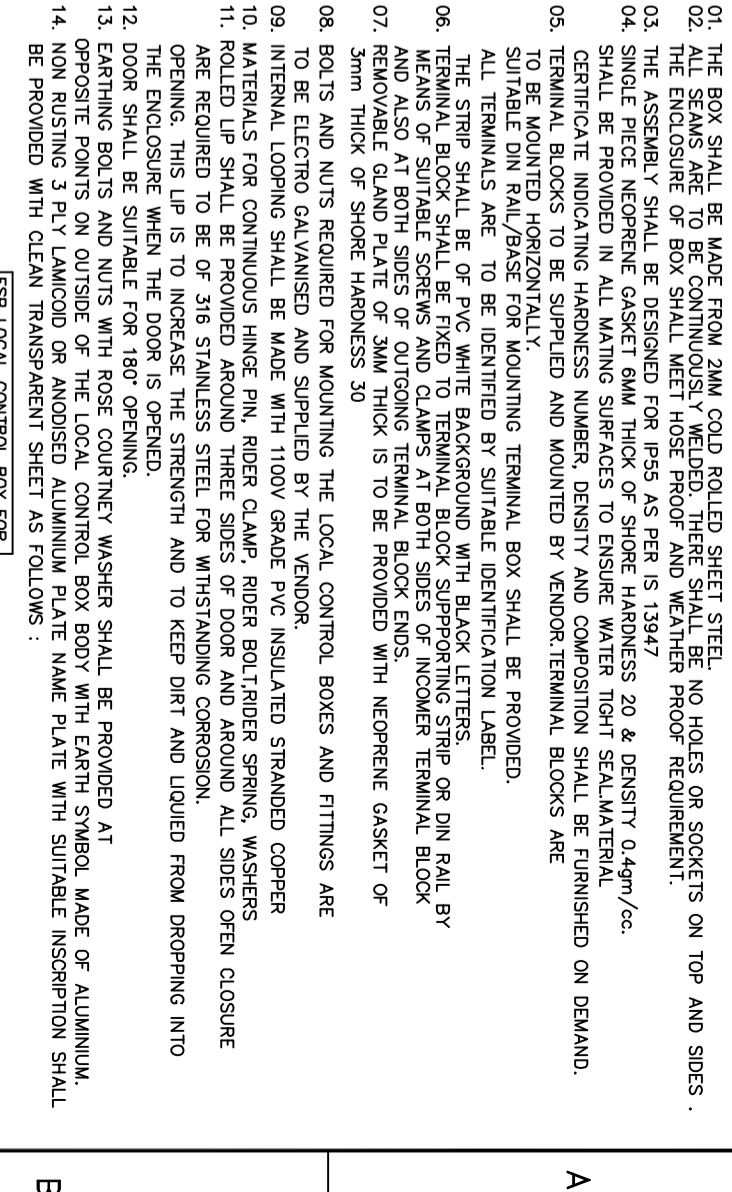 01. THE BOX SHALL BE MADE FROM 2MM COLD ROLLED SHEET STEEL.
02. ALL SEAMS ARE TO BE CONTINUOUSLY WELDED. THERE SHALL BE NO HOLES OR SOCKETS ON TOP AND SIDES .
THE ENCLOSURE OF BOX SHALL MEET HOSE PROOF AND WEATHER PROOF REQUIREMENT.
03. THE ASSEMBLY SHALL BE DESIGNED FOR IP55 AS PER IS 13947
04. SINGLE PIECE NEOPRENE GASKET 6MM THICK OF SHORE HARDNESS 20 & DENSITY 0.4gm/cc.
SHALL BE PROVIDED IN ALL MATING SURFACES TO ENSURE WATER TIGHT SEAL.MATERIAL
CERTIFICATE INDICATING HARDNESS NUMBER, DENSITY AND COMPOSITION SHALL BE FURNISHED ON DEMAND.
05. TERMINAL BLOCKS TO BE SUPPLIED AND MOUNTED BY VENDOR.TERMINAL BLOCKS ARE
TO BE MOUNTED HORIZONTALLY.
SUITABLE DIN RAIL/BASE FOR MOUNTING TERMINAL BOX SHALL BE PROVIDED.
ALL TERMINALS ARE TO BE IDENTIFIED BY SUITABLE IDENTIFICATION LABEL.
THE STRIP SHALL BE OF PVC WHITE BACKGROUND WITH BLACK LETTERS.
06. TERMINAL BLOCK SHALL BE FIXED TO TERMINAL BLOCK SUPPPORTING STRIP OR DIN RAIL BY
MEANS OF SUITABLE SCREWS AND CLAMPS AT BOTH SIDES OF INCOMER TERMINAL BLOCK
AND ALSO AT BOTH SIDES OF OUTGOING TERMINAL BLOCK ENDS.
07. REMOVABLE GLAND PLATE OF 3MM THICK IS TO BE PROVIDED WITH NEOPRENE GASKET OF
3mm THICK OF SHORE HARDNESS 30
08. BOLTS AND NUTS REQUIRED FOR MOUNTING THE LOCAL CONTROL BOXES AND FITTINGS ARE
TO BE ELECTRO GALVANISED AND SUPPLIED BY THE VENDOR.
09. INTERNAL LOOPING SHALL BE MADE WITH 1100V GRADE PVC INSULATED STRANDED COPPER
10. MATERIALS FOR CONTINUOUS HINGE PIN, RIDER CLAMP, RIDER BOLT,RIDER SPRING, WASHERS
11. ROLLED LIP SHALL BE PROVIDED AROUND THREE SIDES OF DOOR AND AROUND ALL SIDES OFEN CLOSURE
ARE REQUIRED TO BE OF 316 STAINLESS STEEL FOR WITHSTANDING CORROSION.
OPENING. THIS LIP IS TO INCREASE THE STRENGTH AND TO KEEP DIRT AND LIQUIED FROM DROPPING INTO
THE ENCLOSURE WHEN THE DOOR IS OPENED.
12. DOOR SHALL BE SUITABLE FOR 180° OPENING.
13. EARTHING BOLTS AND NUTS WITH ROSE COURTNEY WASHER SHALL BE PROVIDED AT
OPPOSITE POINTS ON OUTSIDE OF THE LOCAL CONTROL BOX BODY WITH EARTH SYMBOL MADE OF ALUMINIUM.
14. NON RUSTING 3 PLY LAMICOID OR ANODISED ALUMINIUM PLATE NAME PLATE WITH SUITABLE INSCRIPTION SHALL
BE PROVIDED WITH CLEAN TRANSPARENT SHEET AS FOLLOWS :
ESP LOCAL CONTROL BOX FOR
A